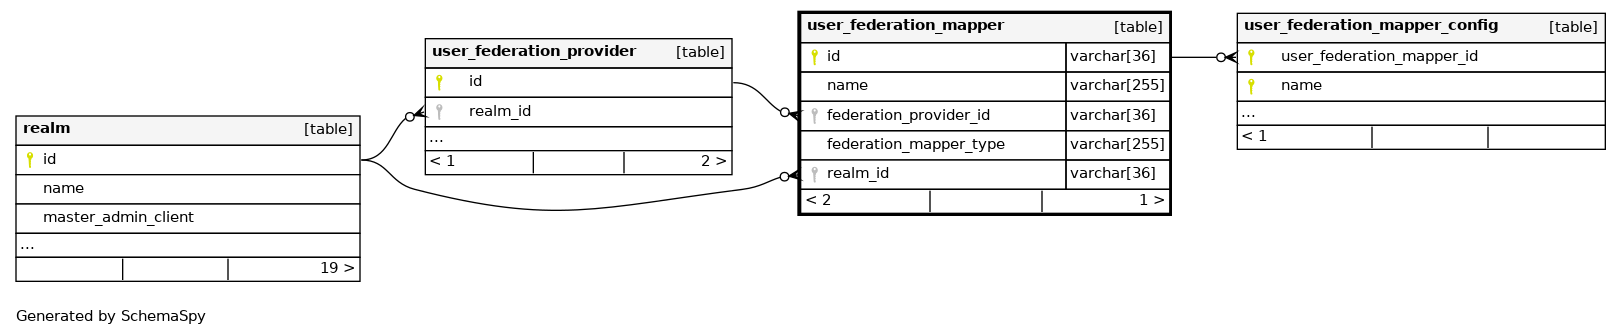 realm [table]
id
name
master_admin_client
...
19 >
user_federation_provider [table]
id
realm_id
...
< 1 2 >
user_federation_mapper [table]
id varchar[36]
name varchar[255]
federation_provider_id varchar[36]
federation_mapper_type varchar[255]
realm_id varchar[36]
< 2 1 >
user_federation_mapper_config [table]
user_federation_mapper_id
name
...
< 1
Generated by SchemaSpy